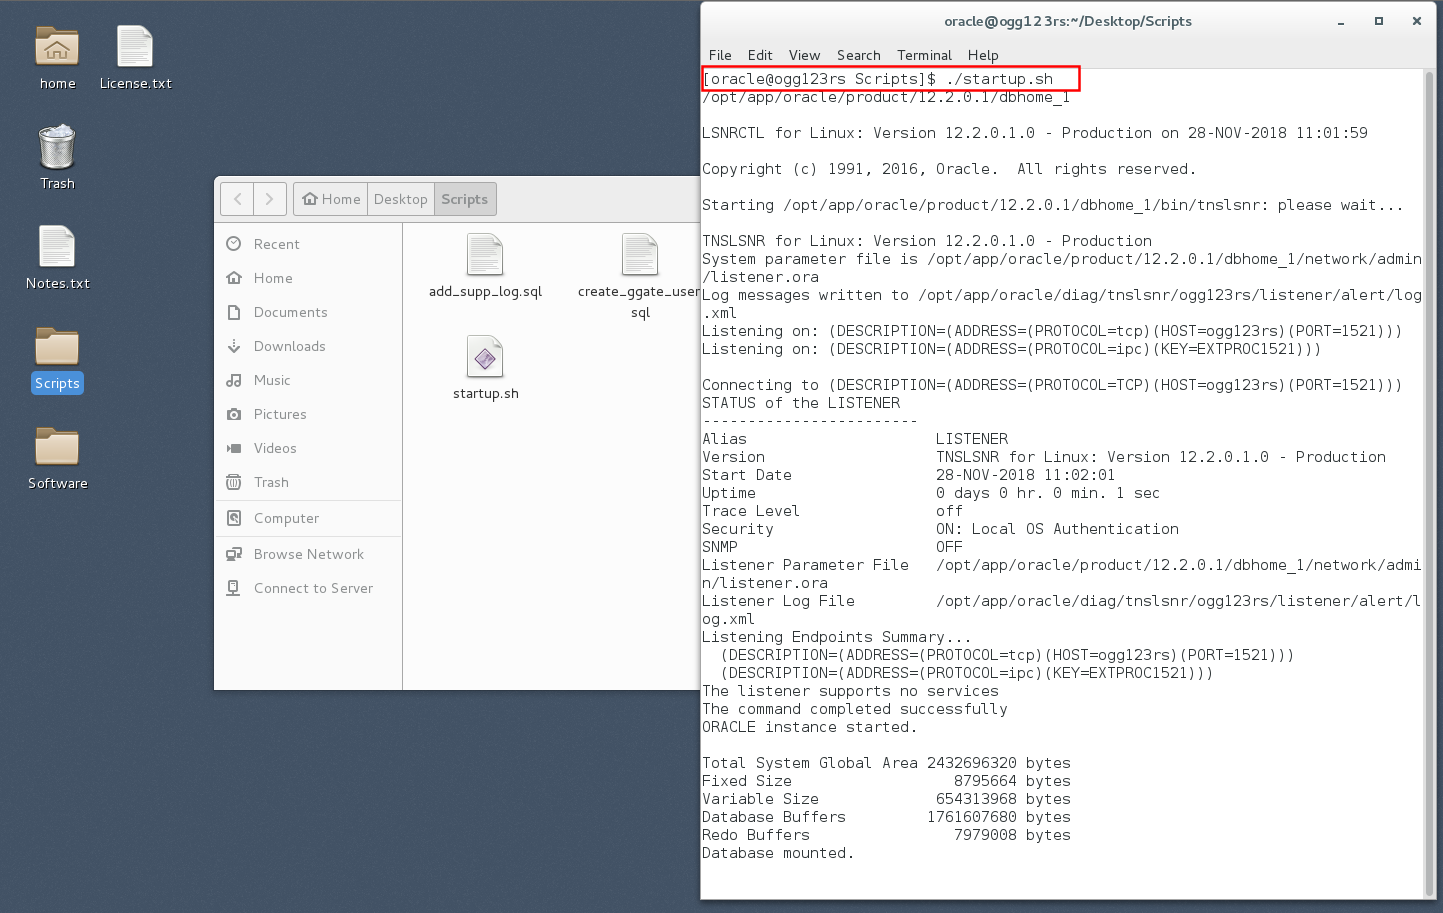 home
License.txt
Trash
Notes.txt
Scripts
Software
Home
Desktop
Scripts
Recent
Home
Documents
Downloads
Music
Pictures
Videos
Trash
Computer
Browse Network
Connect to Server
add_supp_log.sql
create_ggate_user
sql
startup.sh
oracle@ogg123rs:~/Desktop/Scripts
File Edit View Search Terminal Help
[oracle@ogg123rs Scripts]$ ./startup.sh
/opt/app/oracle/product/12.2.0.1/dbhome_1

LSNRCTL for Linux: Version 12.2.0.1.0 - Production on 28-NOV-2018 11:01:59

Copyright (c) 1991, 2016, Oracle.  All rights reserved.

Starting /opt/app/oracle/product/12.2.0.1/dbhome_1/bin/tnslsnr: please wait...

TNSLSNR for Linux: Version 12.2.0.1.0 - Production
System parameter file is /opt/app/oracle/product/12.2.0.1/dbhome_1/network/admin
/listener.ora
Log messages written to /opt/app/oracle/diag/tnslsnr/ogg123rs/listener/alert/log
.xml
Listening on: (DESCRIPTION=(ADDRESS=(PROTOCOL=tcp)(HOST=ogg123rs)(PORT=1521)))
Listening on: (DESCRIPTION=(ADDRESS=(PROTOCOL=ipc)(KEY=EXTPROC1521)))

Connecting to (DESCRIPTION=(ADDRESS=(PROTOCOL=TCP)(HOST=ogg123rs)(PORT=1521)))
STATUS of the LISTENER
------------------------
Alias                     LISTENER
Version                   TNSLSNR for Linux: Version 12.2.0.1.0 - Production
Start Date                28-NOV-2018 11:02:01
Uptime                    0 days 0 hr. 0 min. 1 sec
Trace Level               off
Security                  ON: Local OS Authentication
SNMP                      OFF
Listener Parameter File   /opt/app/oracle/product/12.2.0.1/dbhome_1/network/admi
n/listener.ora
Listener Log File         /opt/app/oracle/diag/tnslsnr/ogg123rs/listener/alert/l
og.xml
Listening Endpoints Summary...
  (DESCRIPTION=(ADDRESS=(PROTOCOL=tcp)(HOST=ogg123rs)(PORT=1521)))
  (DESCRIPTION=(ADDRESS=(PROTOCOL=ipc)(KEY=EXTPROC1521)))
The listener supports no services
The command completed successfully
ORACLE instance started.

Total System Global Area 2432696320 bytes
Fixed Size                  8795664 bytes
Variable Size             654313968 bytes
Database Buffers         1761607680 bytes
Redo Buffers                7979008 bytes
Database mounted.